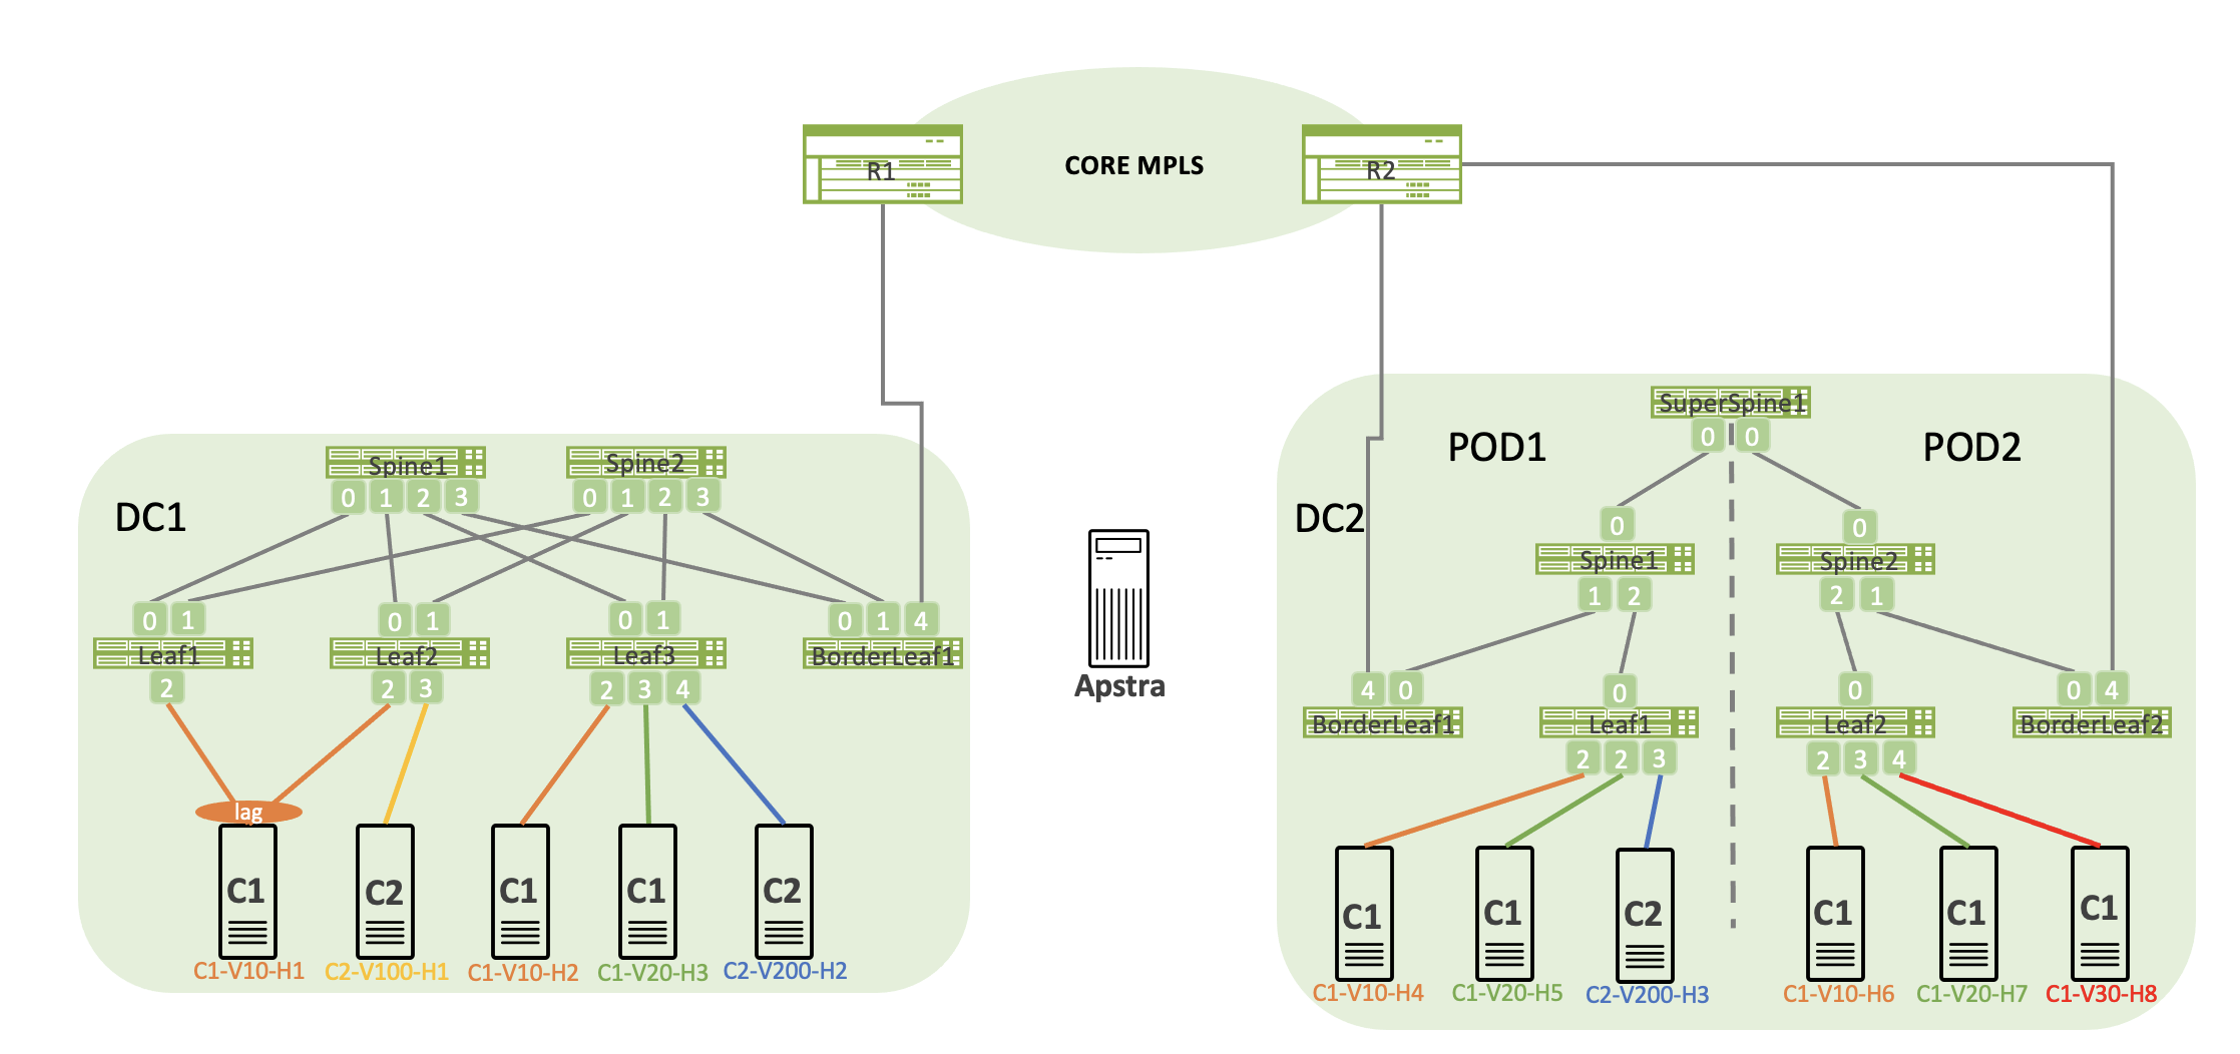 R1
CORE MPLS
R2
SuperSpine1
0 0
POD1
POD2
Spine1
Spine2
0 1 2 3
0 1 2 3
DC1
DC2
0
0
Spine1
Spine2
1 2
2 1
0 1
0 1
0 1
0 1 4
Leaf1
Leaf2
Leaf3
BorderLeaf1
2
2 3
2 3 4
Apstra
4 0
0
0
0 4
BorderLeaf1
Leaf1
Leaf2
BorderLeaf2
2 2 3
2 3 4
lag
C1
C2
C1
C1
C2
C1
C1
C2
C1
C1
C1
C1-V10-H1
C2-V100-H1
C1-V10-H2
C1-V20-H3
C2-V200-H2
C1-V10-H4
C1-V20-H5
C2-V200-H3
C1-V10-H6
C1-V20-H7
C1-V30-H8